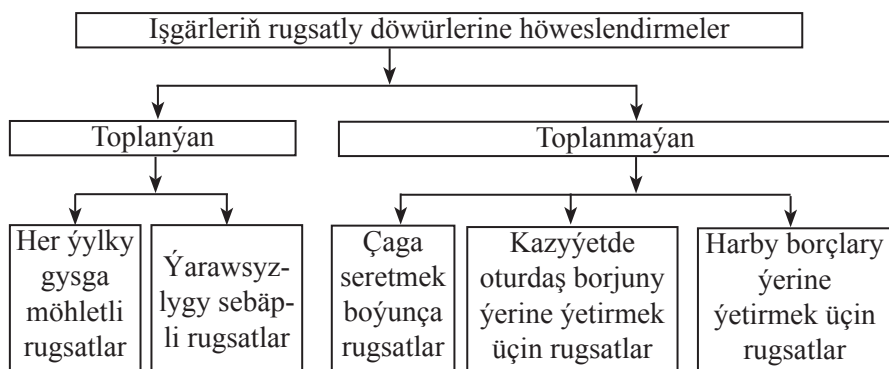 Işgärleriň rugsatly döwürlerine höweslendirmeler
Toplanýan
Toplanmaýan
Her ýylky
gysga
möhletli
rugsatlar
Ýarawsyz-
lygy sebäp-
li rugsatlar
Çaga
seretmek
boýunça
rugsatlar
Kazyýetde
oturdaş borjuny
ýerine ýetirmek
üçin rugsatlar
Harby borçlary
ýerine
ýetirmek üçin
rugsatlar